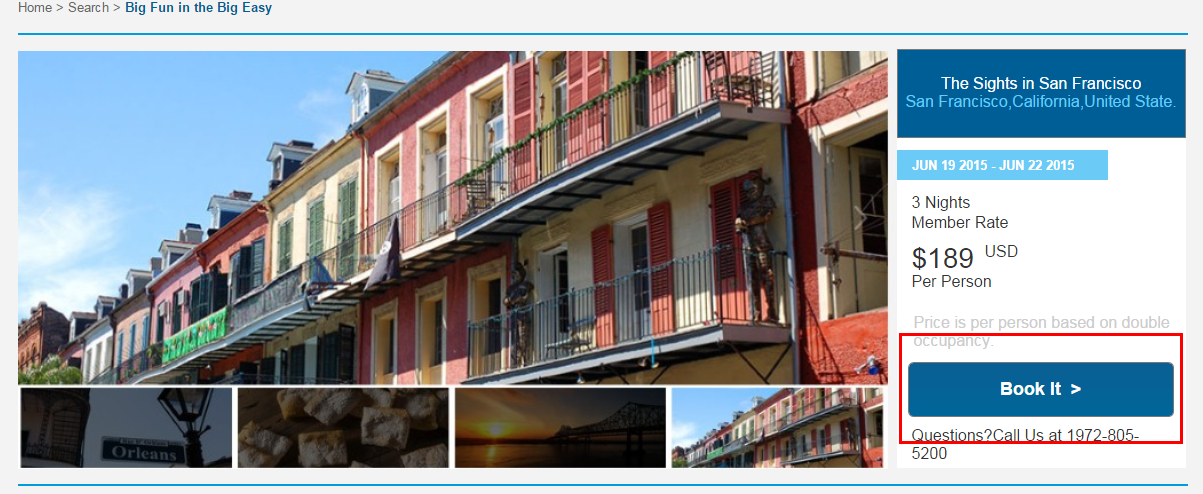 Home > Search > Big Fun in the Big Easy
The Sights in San Francisco
San Francisco,California,United State.
JUN 19 2015 - JUN 22 2015
3 Nights
Member Rate
$189 USD
Per Person
Price is per person based on double
occupancy.
Book It >
Questions?Call Us at 1972-805-
5200
Orleans